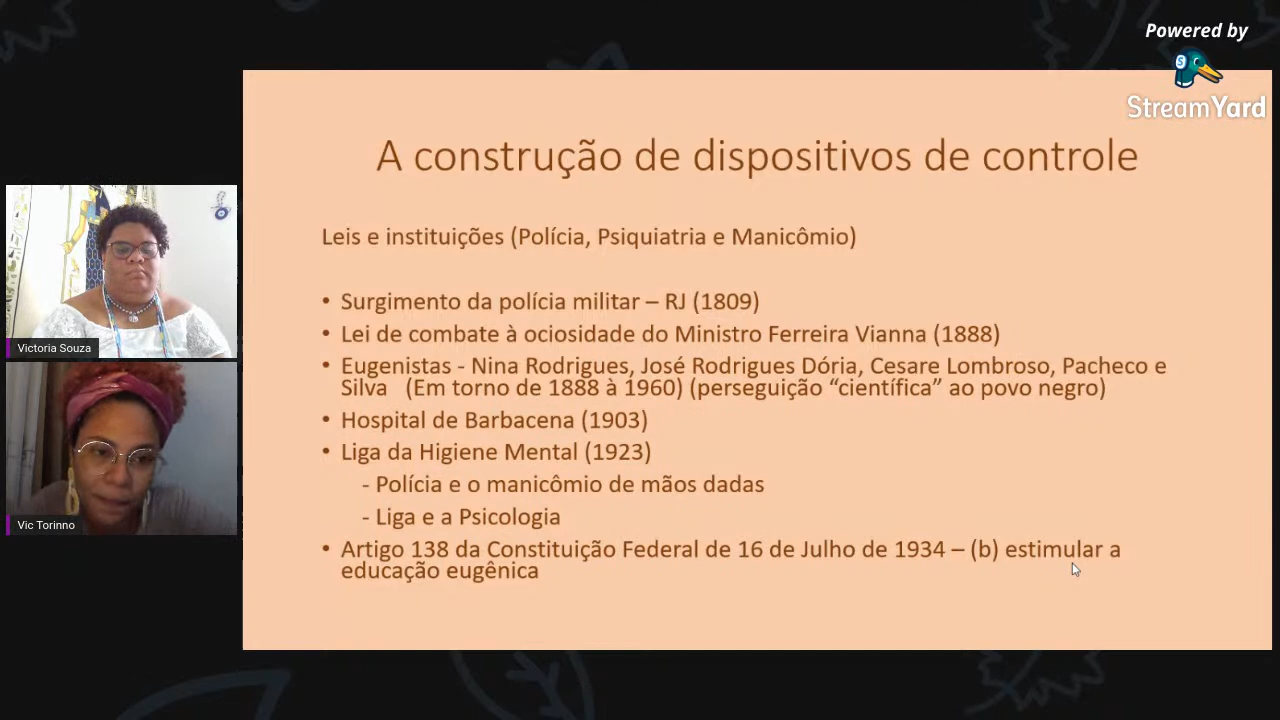 Powered by
StreamYard
A construção de dispositivos de controle
Leis e instituições (Polícia, Psiquiatria e Manicômio)
• Surgimento da polícia militar – RJ (1809)
• Lei de combate à ociosidade do Ministro Ferreira Vianna (1888)
• Eugenistas - Nina Rodrigues, José Rodrigues Dória, Cesare Lombroso, Pacheco e
Silva (Em torno de 1888 à 1960) (perseguição “científica” ao povo negro)
• Hospital de Barbacena (1903)
• Liga da Higiene Mental (1923)
- Polícia e o manicômio de mãos dadas
- Liga e a Psicologia
• Artigo 138 da Constituição Federal de 16 de Julho de 1934 – (b) estimular a
educação eugênica
Victoria Souza
Vic Torinno